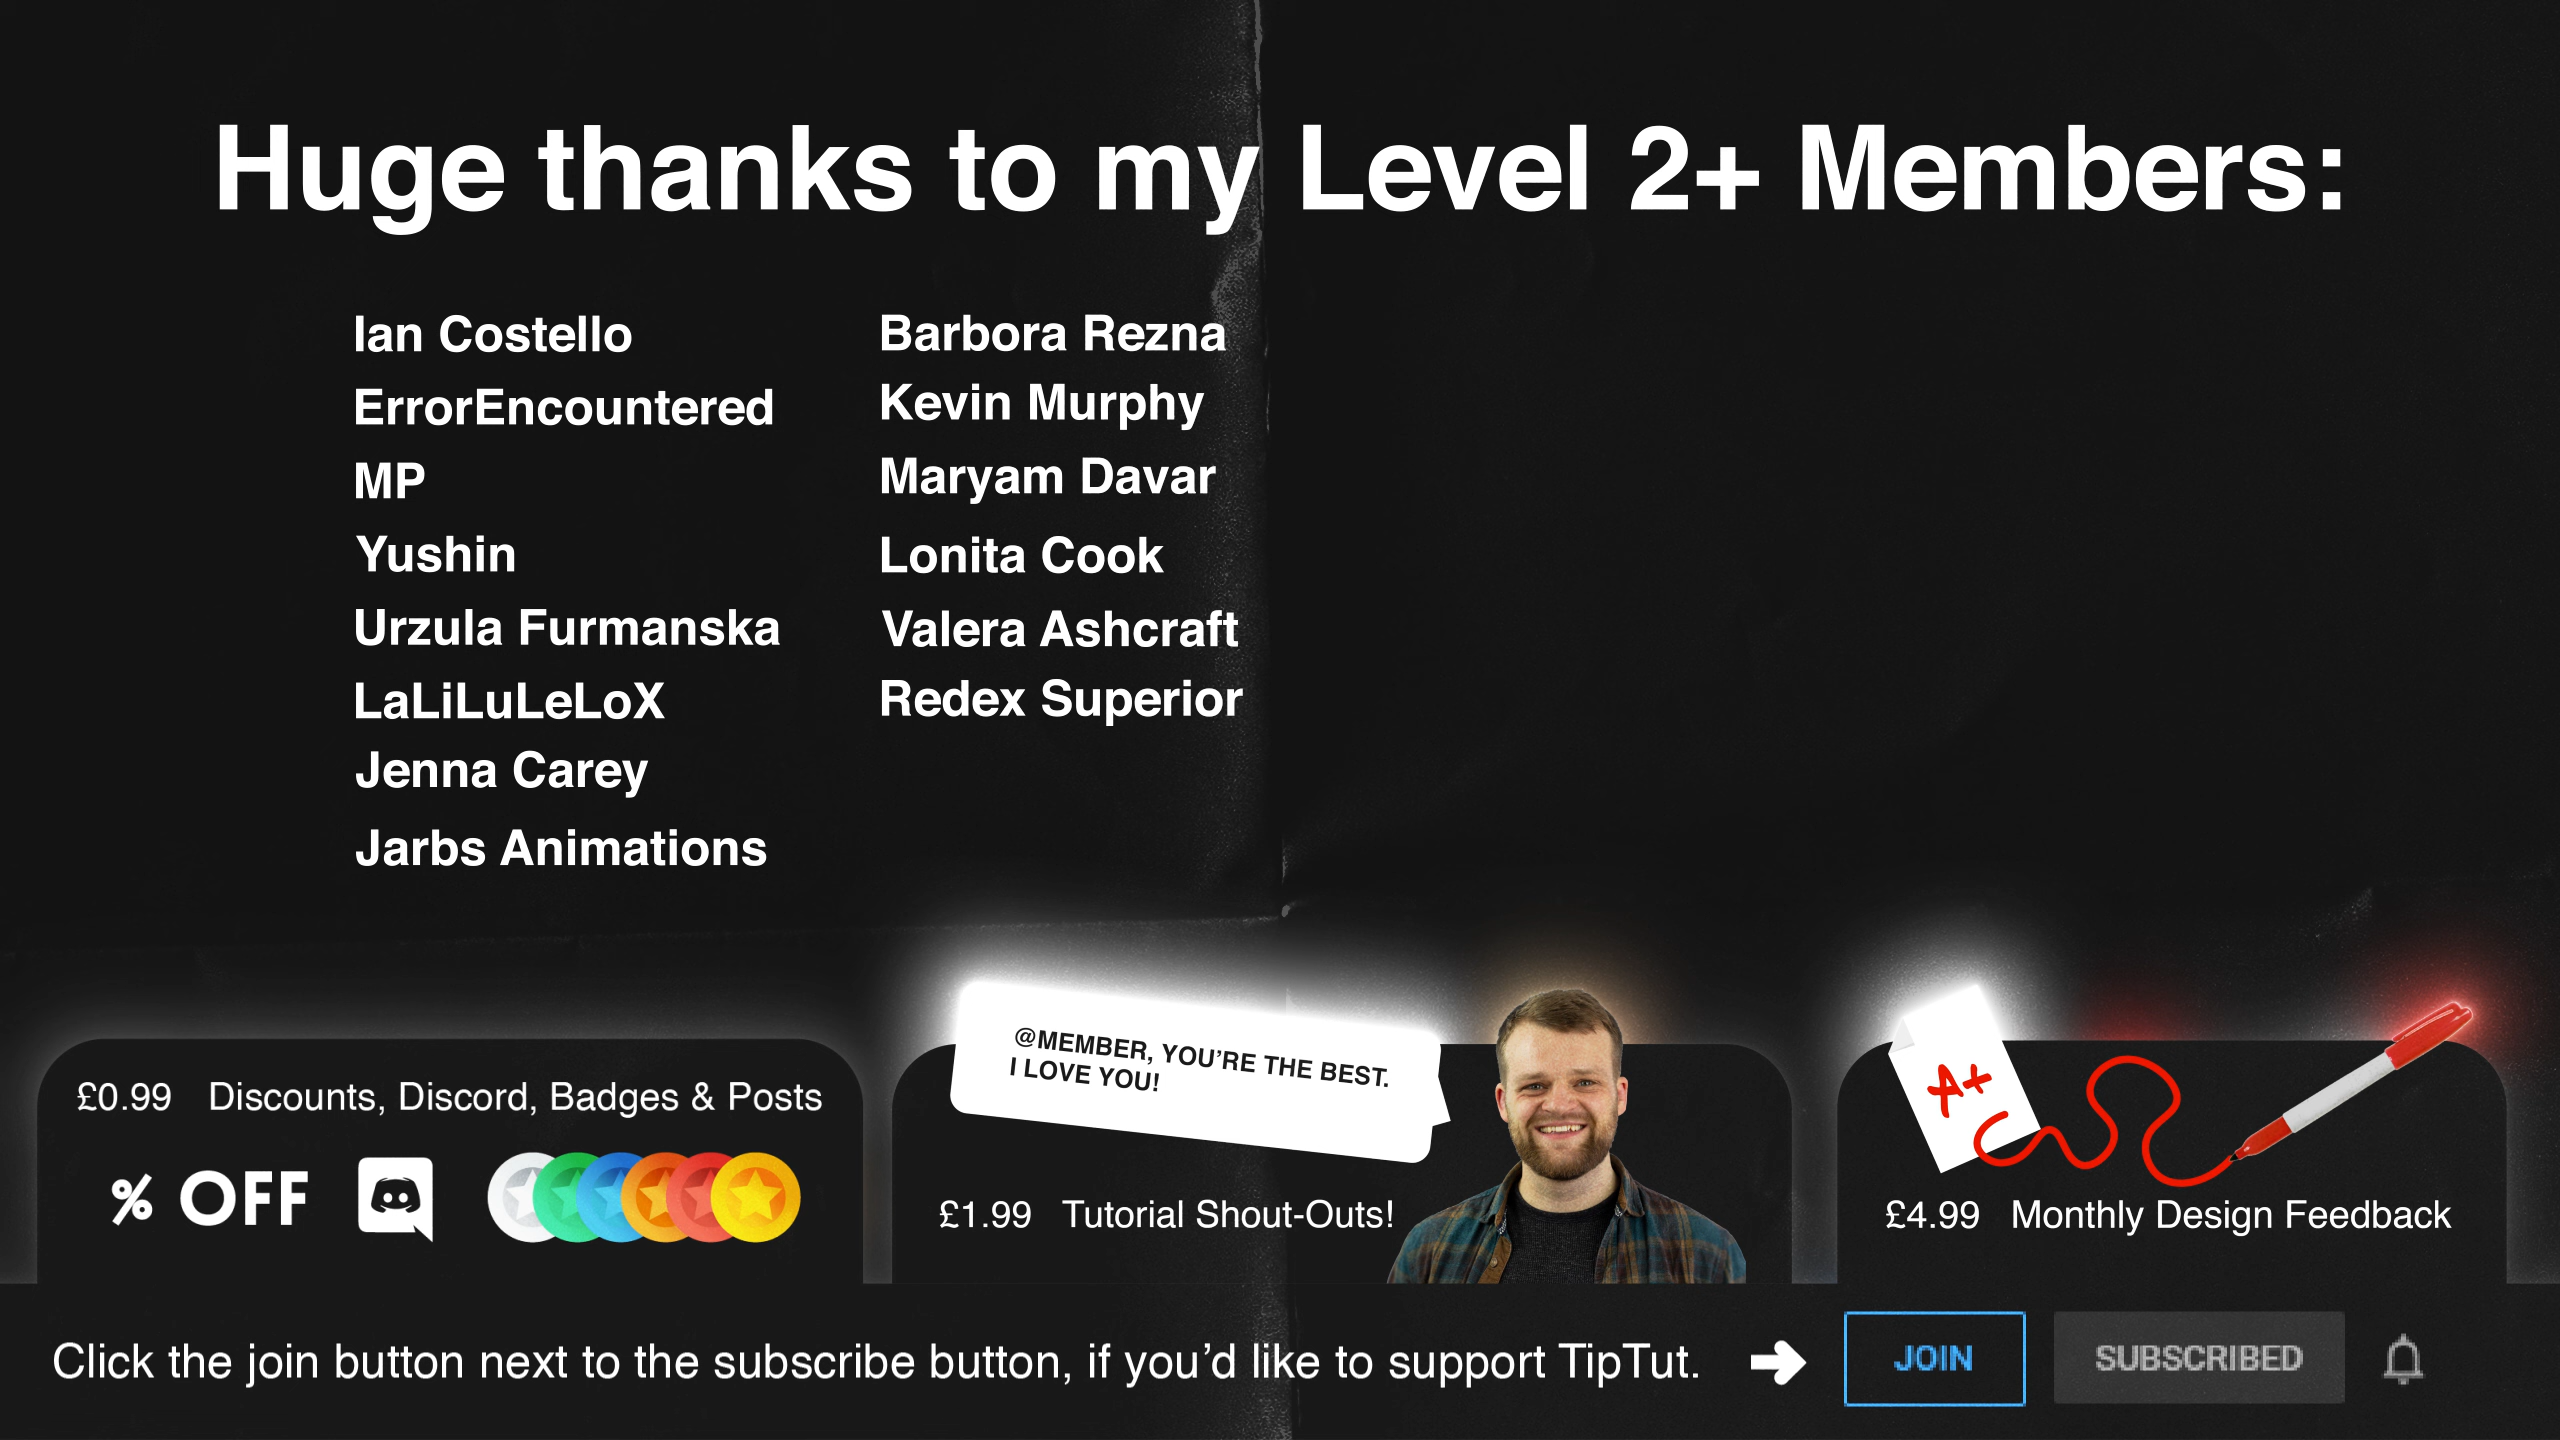 Huge thanks to my Level 2+ Members:
Ian Costello
ErrorEncountered
MP
Yushin
Urzula Furmanska
LaLiLuLeLoX
Jenna Carey
Jarbs Animations
Barbora Rezna
Kevin Murphy
Maryam Davar
Lonita Cook
Valera Ashcraft
Redex Superior
£0.99 Discounts, Discord, Badges & Posts
% OFF
@MEMBER, YOU’RE THE BEST.
I LOVE YOU!
£1.99 Tutorial Shout-Outs!
A+
£4.99 Monthly Design Feedback
Click the join button next to the subscribe button, if you’d like to support TipTut.
JOIN
SUBSCRIBED